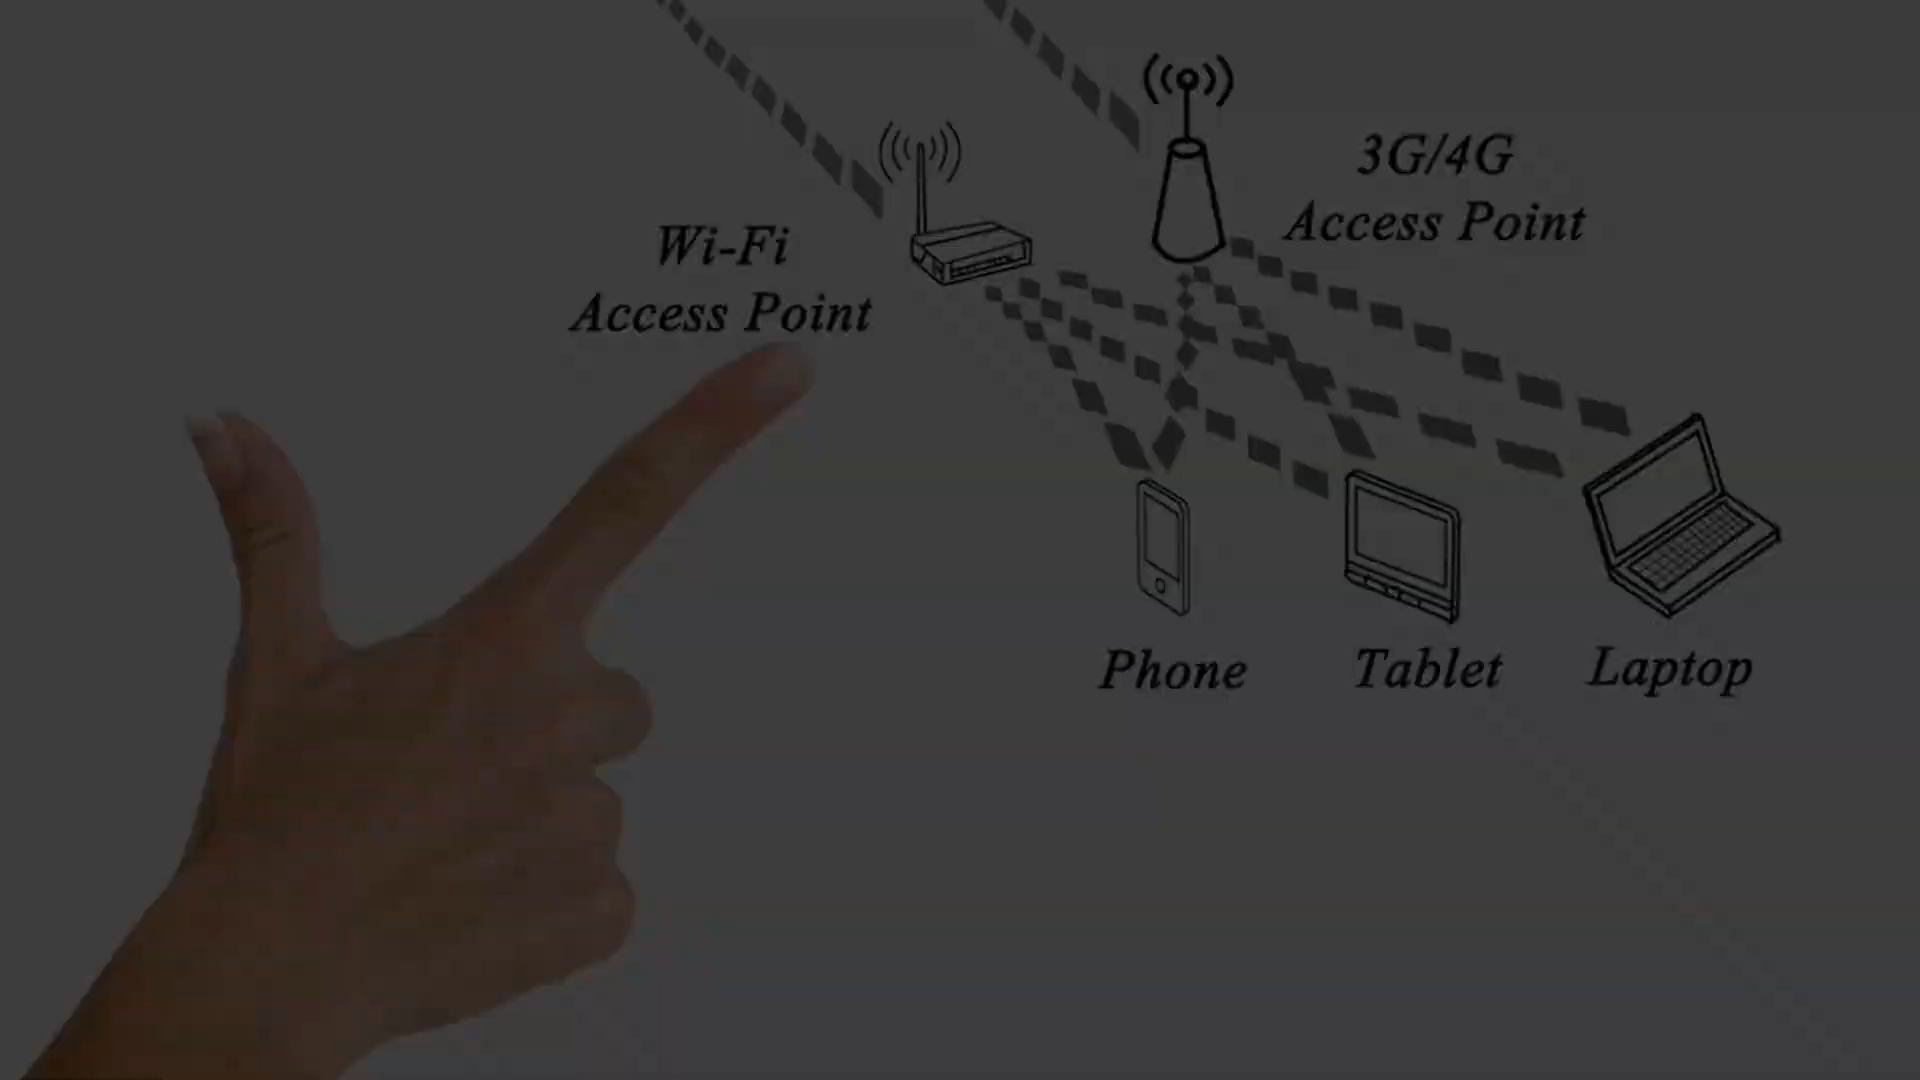 3G/4G
Access Point
Wi-Fi
Access Point
Phone
Tablet
Laptop